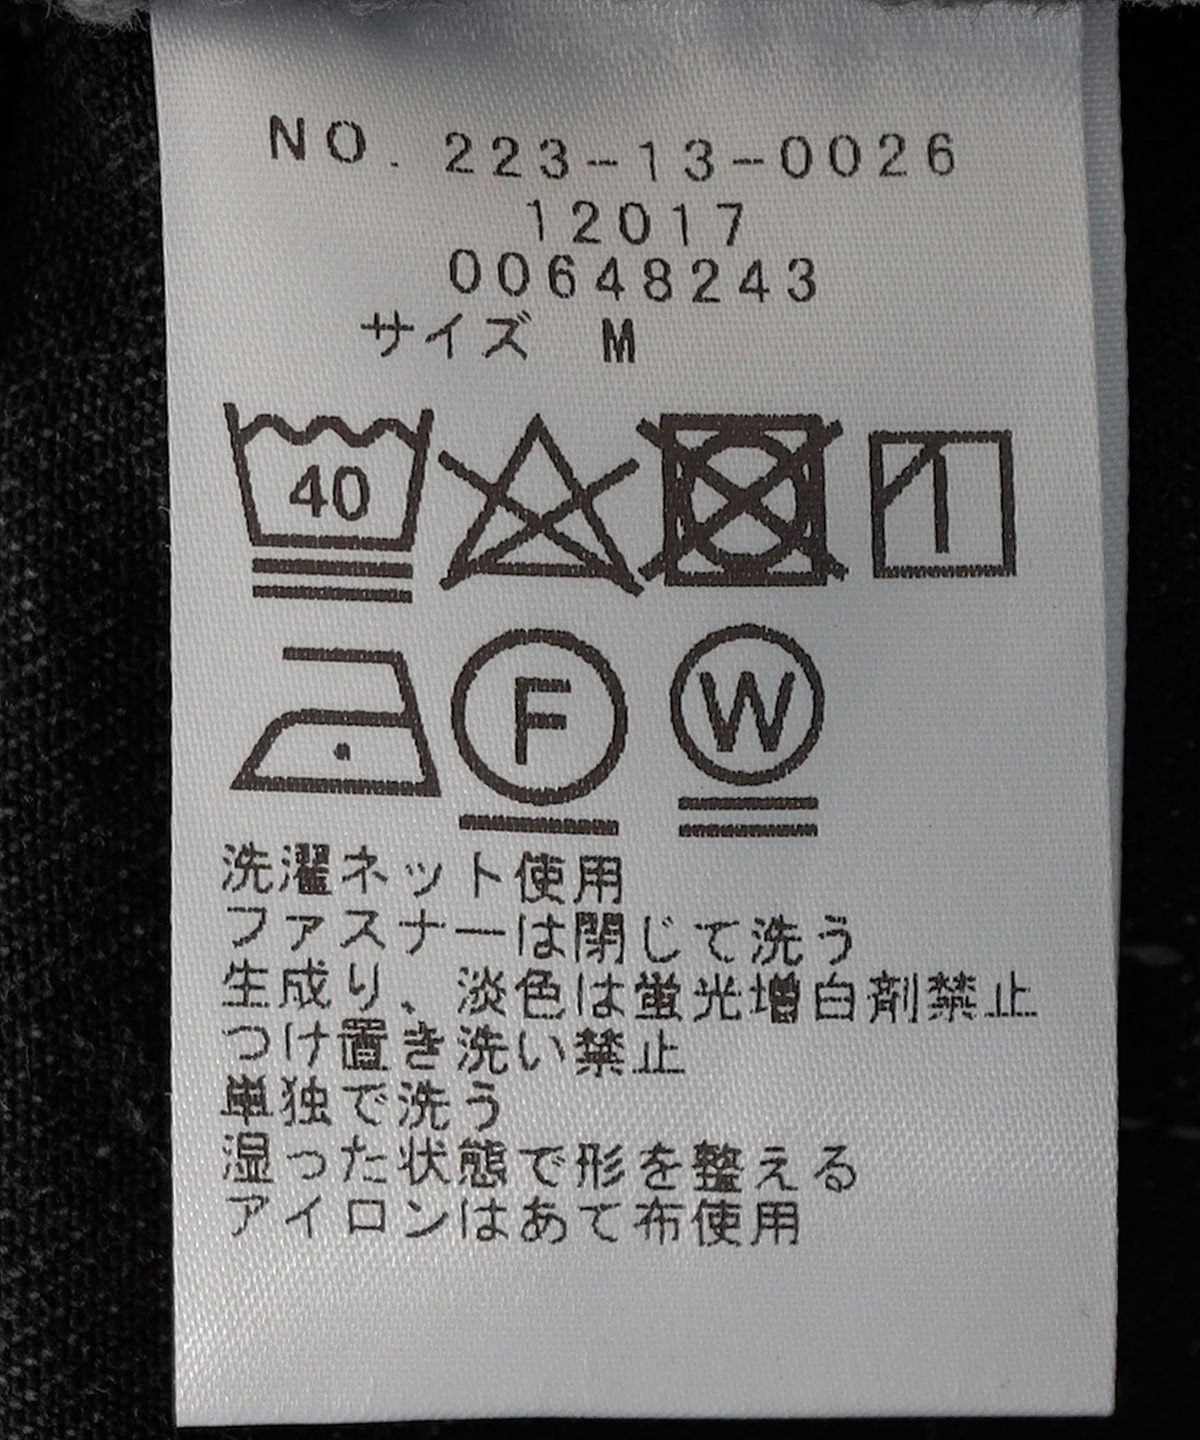 NO. 223-13-0026
12017
00648243
サイズ M
40
F W
洗濯ネット使用
ファスナーは閉じて洗う
生成り、淡色は蛍光増白剤禁止
つけ置き洗い禁止
単独で洗う
湿った状態で形を整える
アイロンはあて布使用